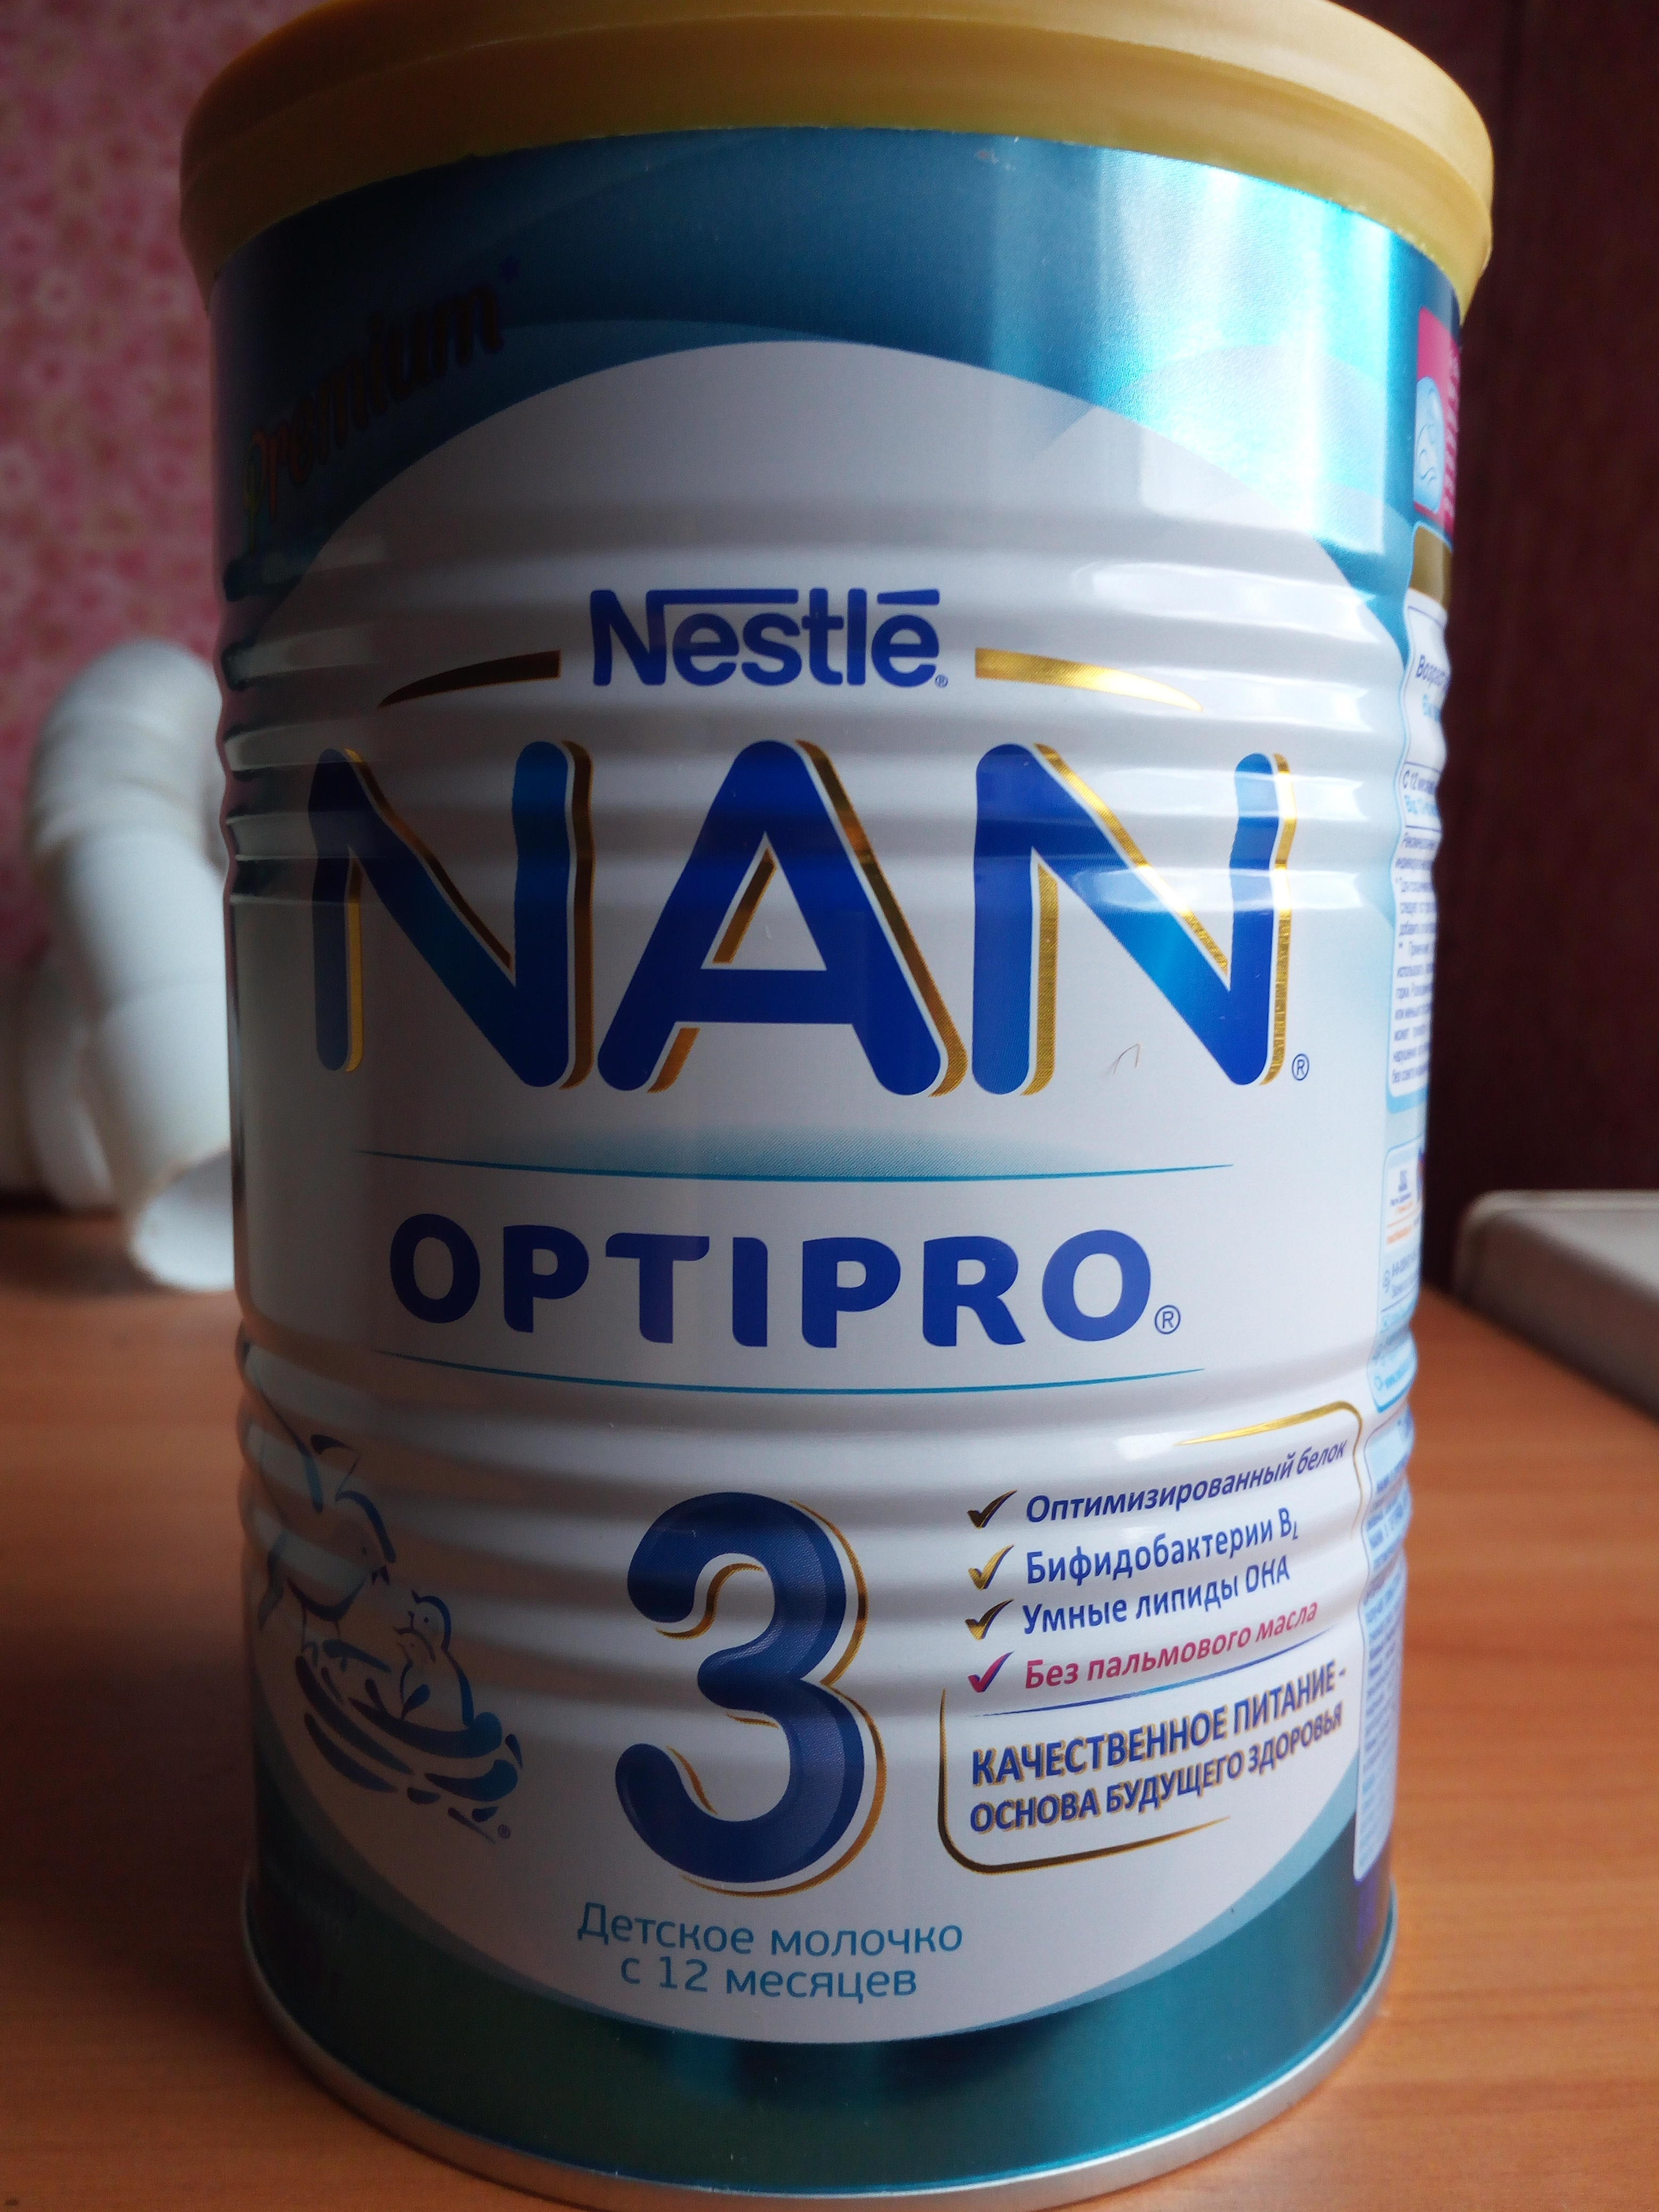 Premium*
Nestlé®
NAN®
OPTIPRO®
3
Оптимизированный белок
Бифидобактерии BL
Умные липиды DHA
Без пальмового масла
КАЧЕСТВЕННОЕ ПИТАНИЕ –
ОСНОВА БУДУЩЕГО ЗДОРОВЬЯ
®
Детское молочко
с 12 месяцев